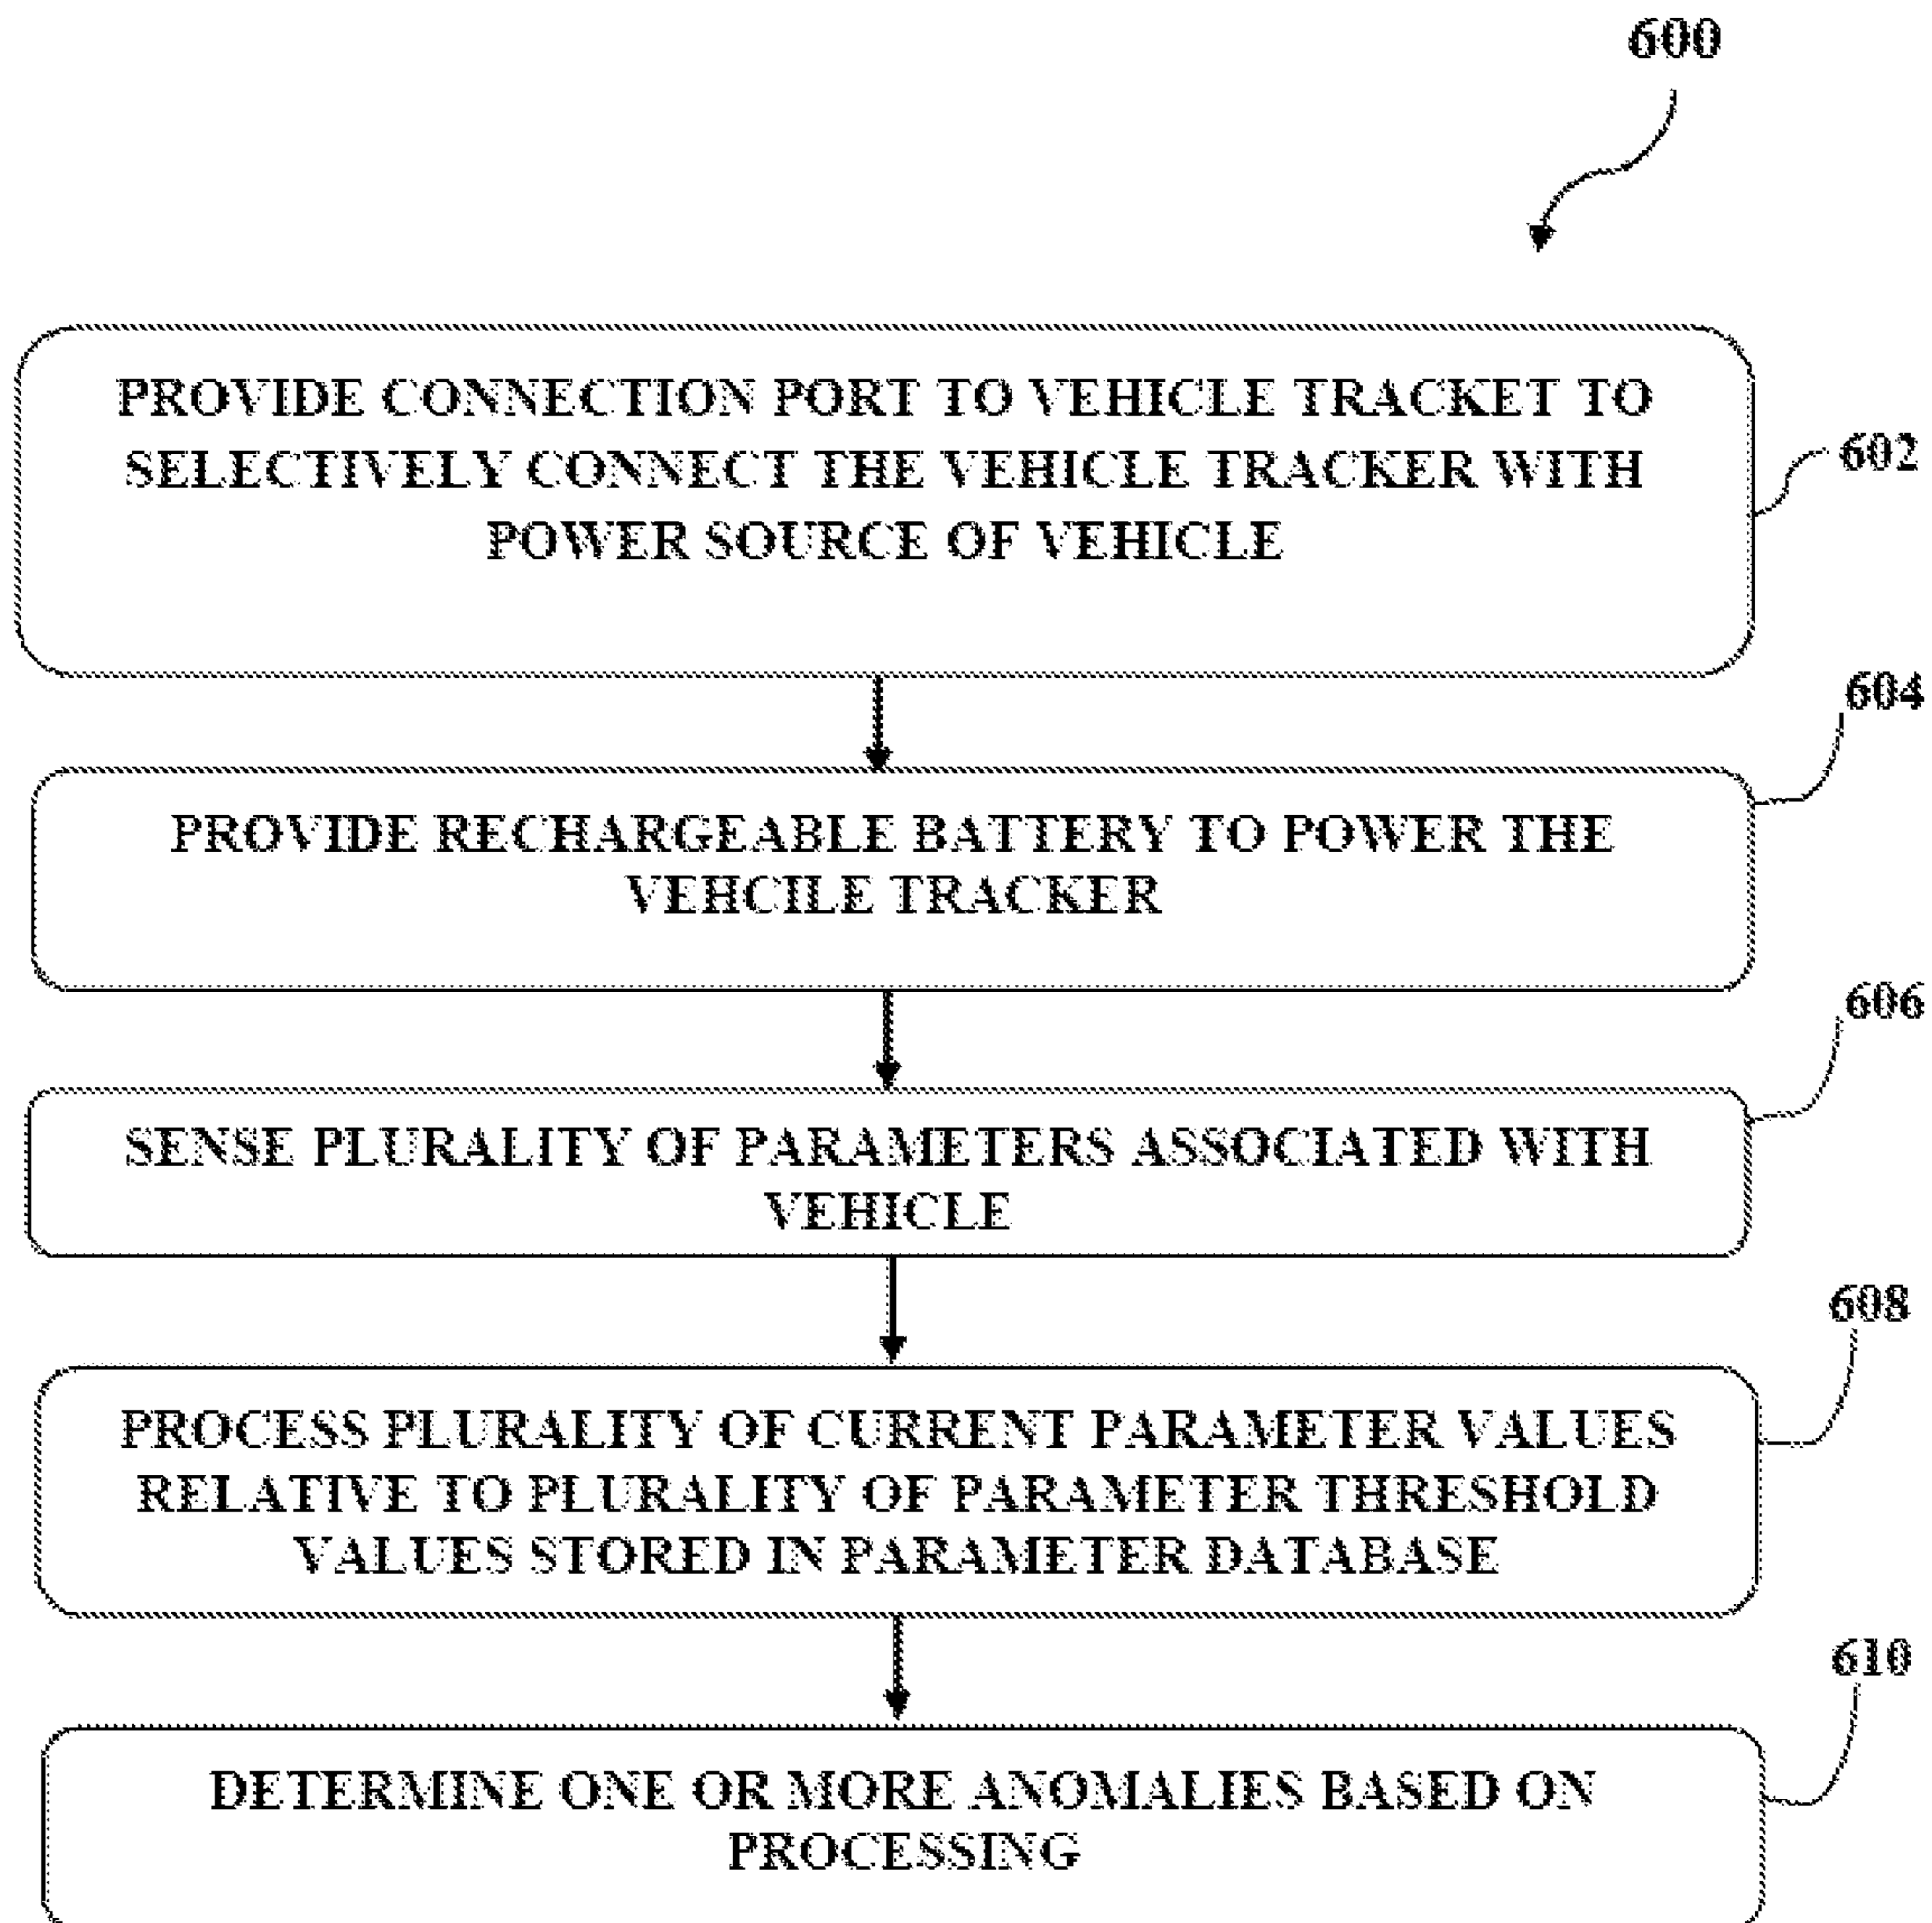 600
PROVIDE CONNECTION PORT TO VEHICLE TRACKET TO
SELECTIVELY CONNECT THE VEHICLE TRACKER WITH
POWER SOURCE OF VEHICLE
602
604
PROVIDE RECHARGEABLE BATTERY TO POWER THE
VEHCILE TRACKER
606
SENSE PLURALITY OF PARAMETERS ASSOCIATED WITH
VEHICLE
608
PROCESS PLURALITY OF CURRENT PARAMETER VALUES
RELATIVE TO PLURALITY OF PARAMETER THRESHOLD
VALUES STORED IN PARAMETER DATABASE
610
DETERMINE ONE OR MORE ANOMALIES BASED ON
PROCESSING